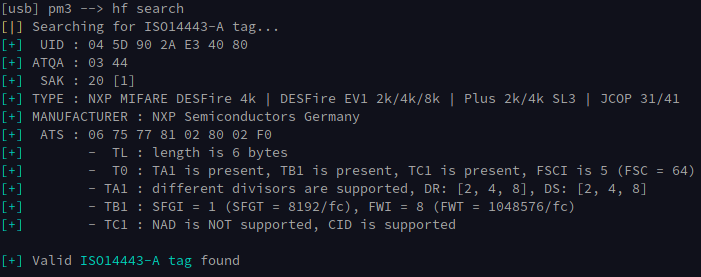 [usb] pm3 --> hf search
[|] Searching for ISO14443-A tag...
[+]  UID : 04 5D 90 2A E3 40 80
[+] ATQA : 03 44
[+]  SAK : 20 [1]
[+] TYPE : NXP MIFARE DESFire 4k | DESFire EV1 2k/4k/8k | Plus 2k/4k SL3 | JCOP 31/41
[+] MANUFACTURER : NXP Semiconductors Germany
[+]  ATS : 06 75 77 81 02 80 02 F0
[+]       -  TL : length is 6 bytes
[+]       -  T0 : TA1 is present, TB1 is present, TC1 is present, FSCI is 5 (FSC = 64)
[+]       - TA1 : different divisors are supported, DR: [2, 4, 8], DS: [2, 4, 8]
[+]       - TB1 : SFGI = 1 (SFGT = 8192/fc), FWI = 8 (FWT = 1048576/fc)
[+]       - TC1 : NAD is NOT supported, CID is supported
[+] Valid ISO14443-A tag found